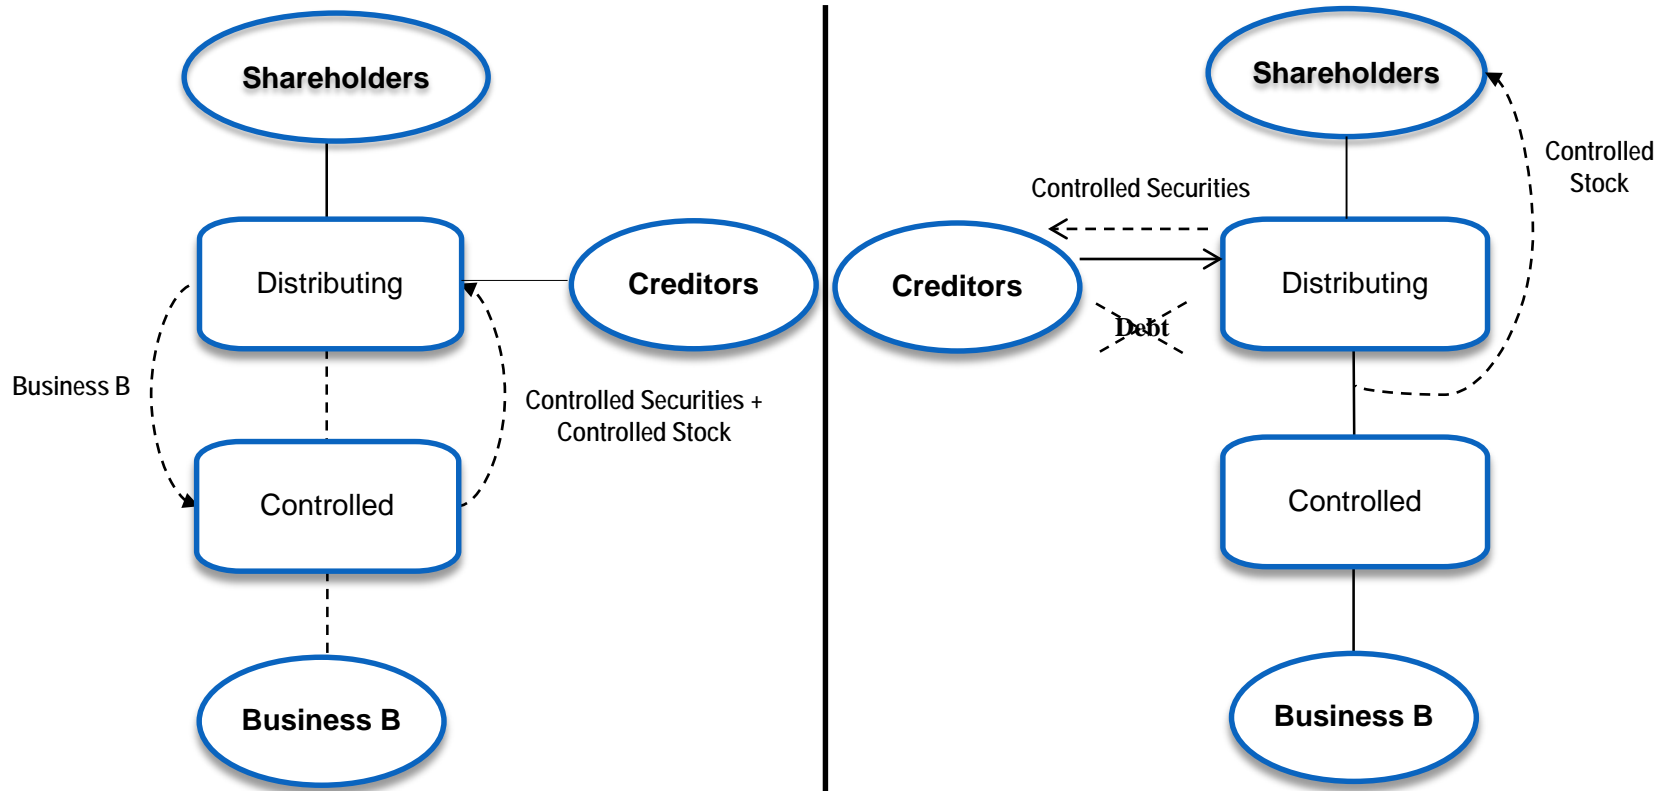 Shareholders
Distributing
Creditors
Business B
Controlled Securities +
Controlled Stock
Controlled
Business B
Shareholders
Controlled
Stock
Controlled Securities
Creditors
Distributing
Debt
Controlled
Business B